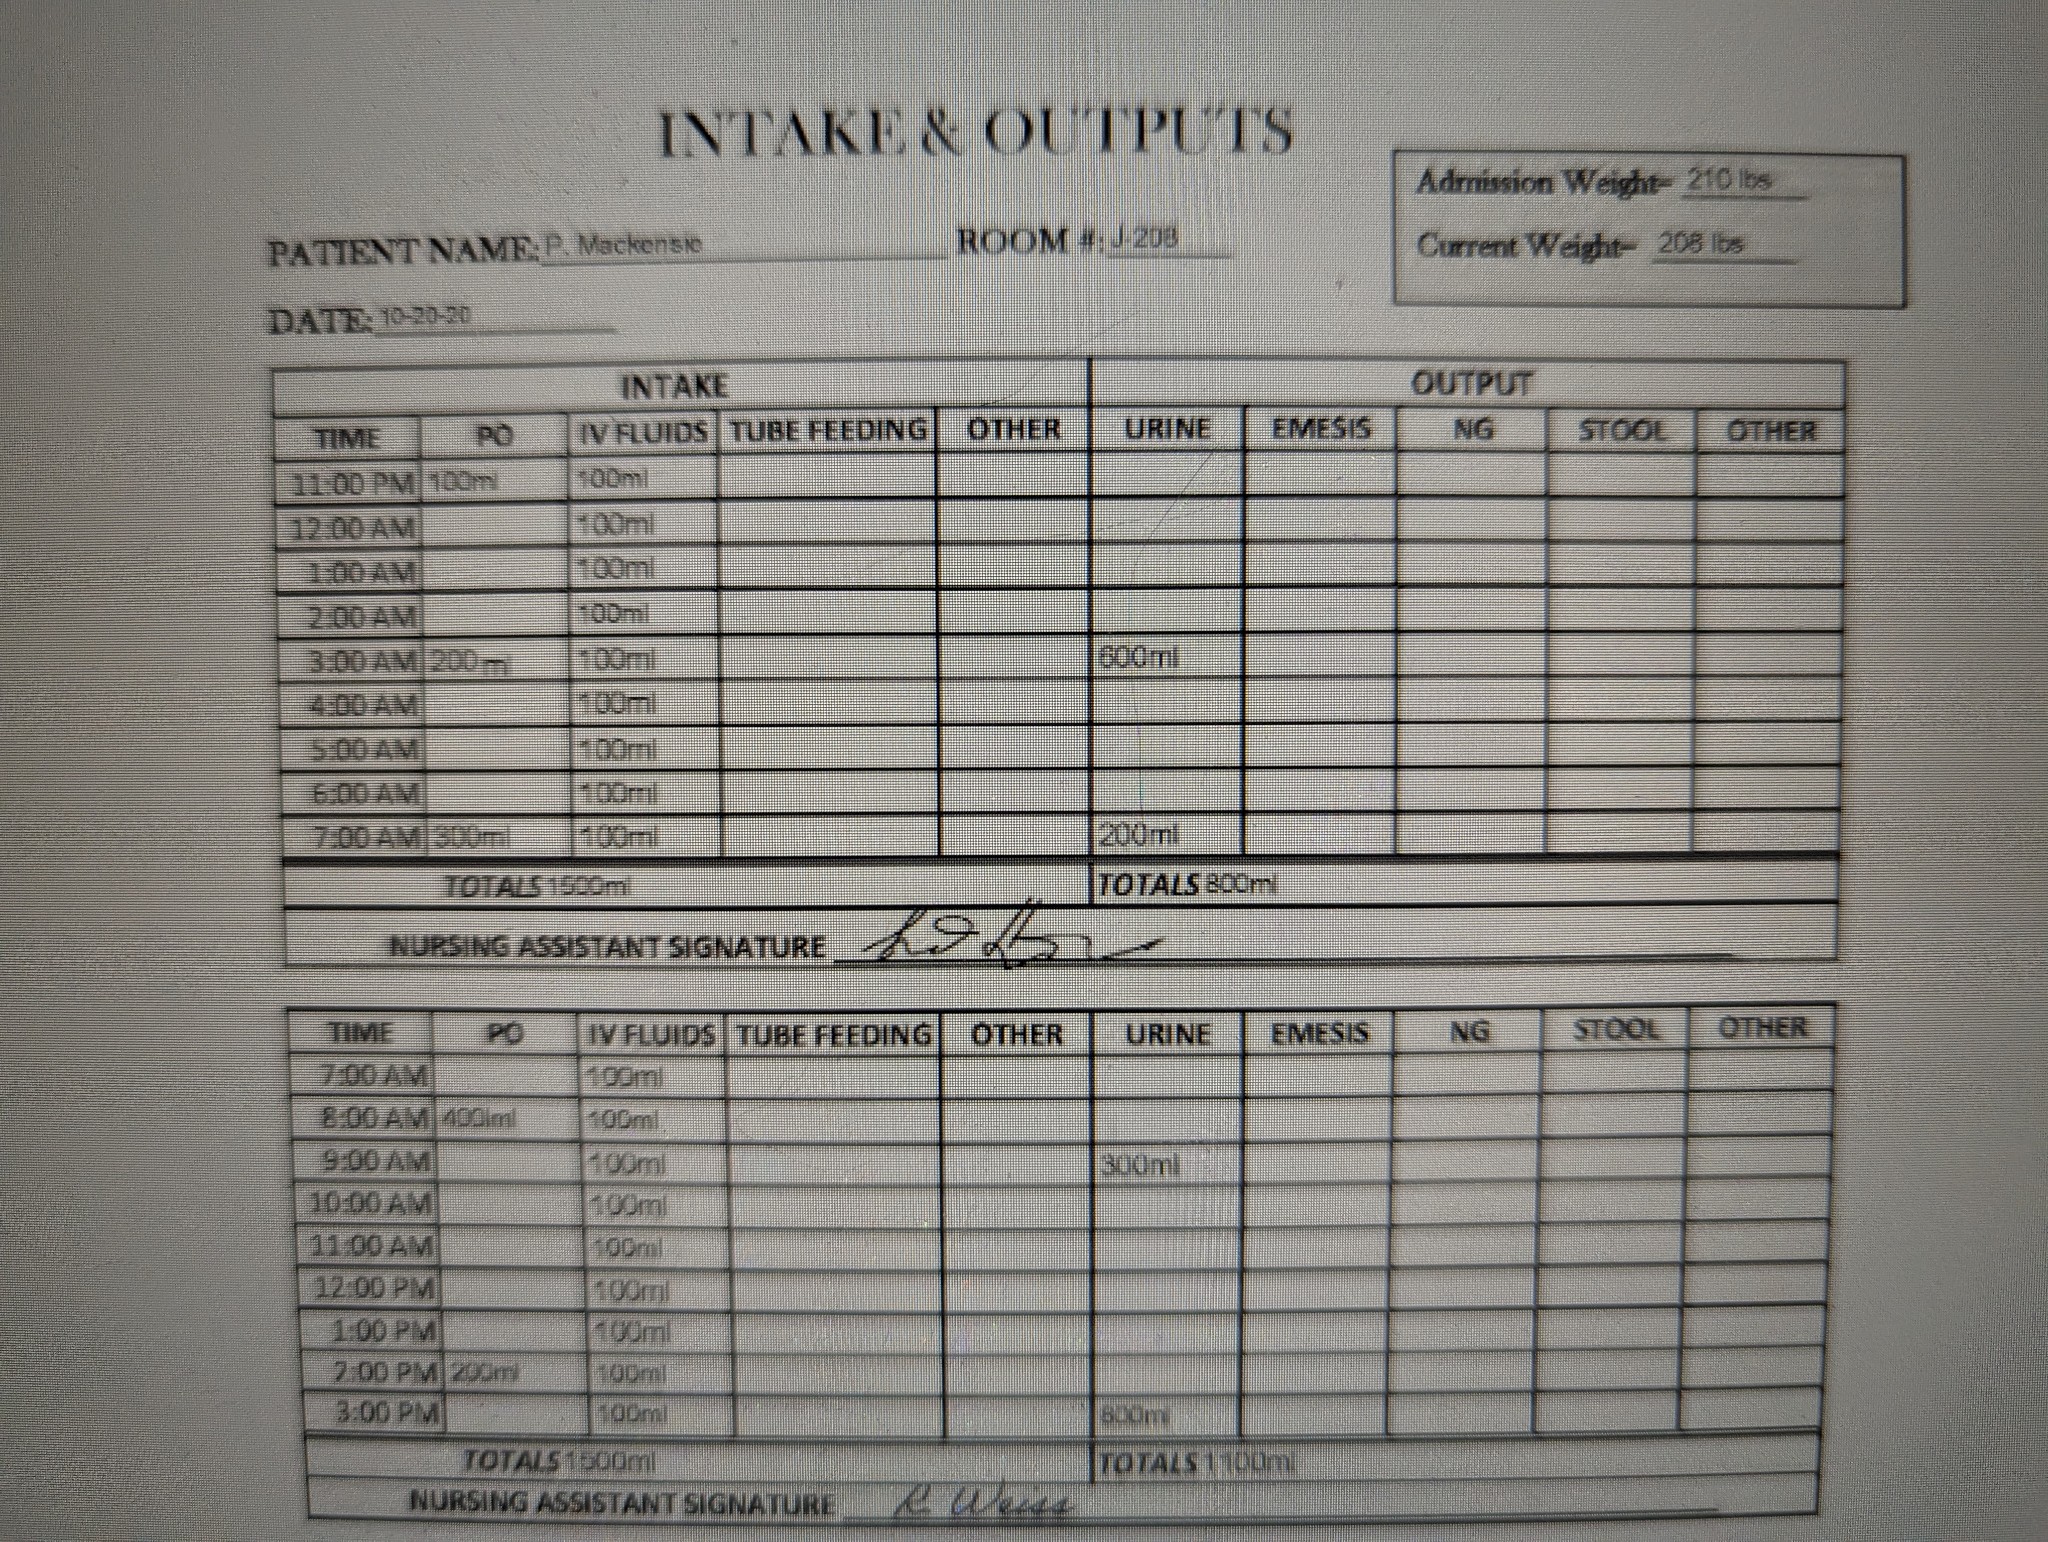 INTAKE & OUTPUTS
Admission Weight- 210 lbs
Current Weight- 208 lbs
PATIENT NAME: P. Mackensie ROOM #: J-208
DATE: 10-20-20
INTAKE OUTPUT
TIME PO IV FLUIDS TUBE FEEDING OTHER URINE EMESIS NG STOOL OTHER
11:00 PM 100ml 100ml
12:00 AM 100ml
1:00 AM 100ml
2:00 AM 100ml
3:00 AM 200ml 100ml 600ml
4:00 AM 100ml
5:00 AM 100ml
6:00 AM 100ml
7:00 AM 300ml 100ml 200ml
TOTALS 1500ml TOTALS 800ml
NURSING ASSISTANT SIGNATURE
TIME PO IV FLUIDS TUBE FEEDING OTHER URINE EMESIS NG STOOL OTHER
7:00 AM 100ml
8:00 AM 400iml 100ml
9:00 AM 100ml 300ml
10:00 AM 100ml
11:00 AM 100ml
12:00 PM 100ml
1:00 PM 100ml
2:00 PM 200ml 100ml
3:00 PM 100ml 800ml
TOTALS 1500ml TOTALS 1100ml
NURSING ASSISTANT SIGNATURE R Weiss